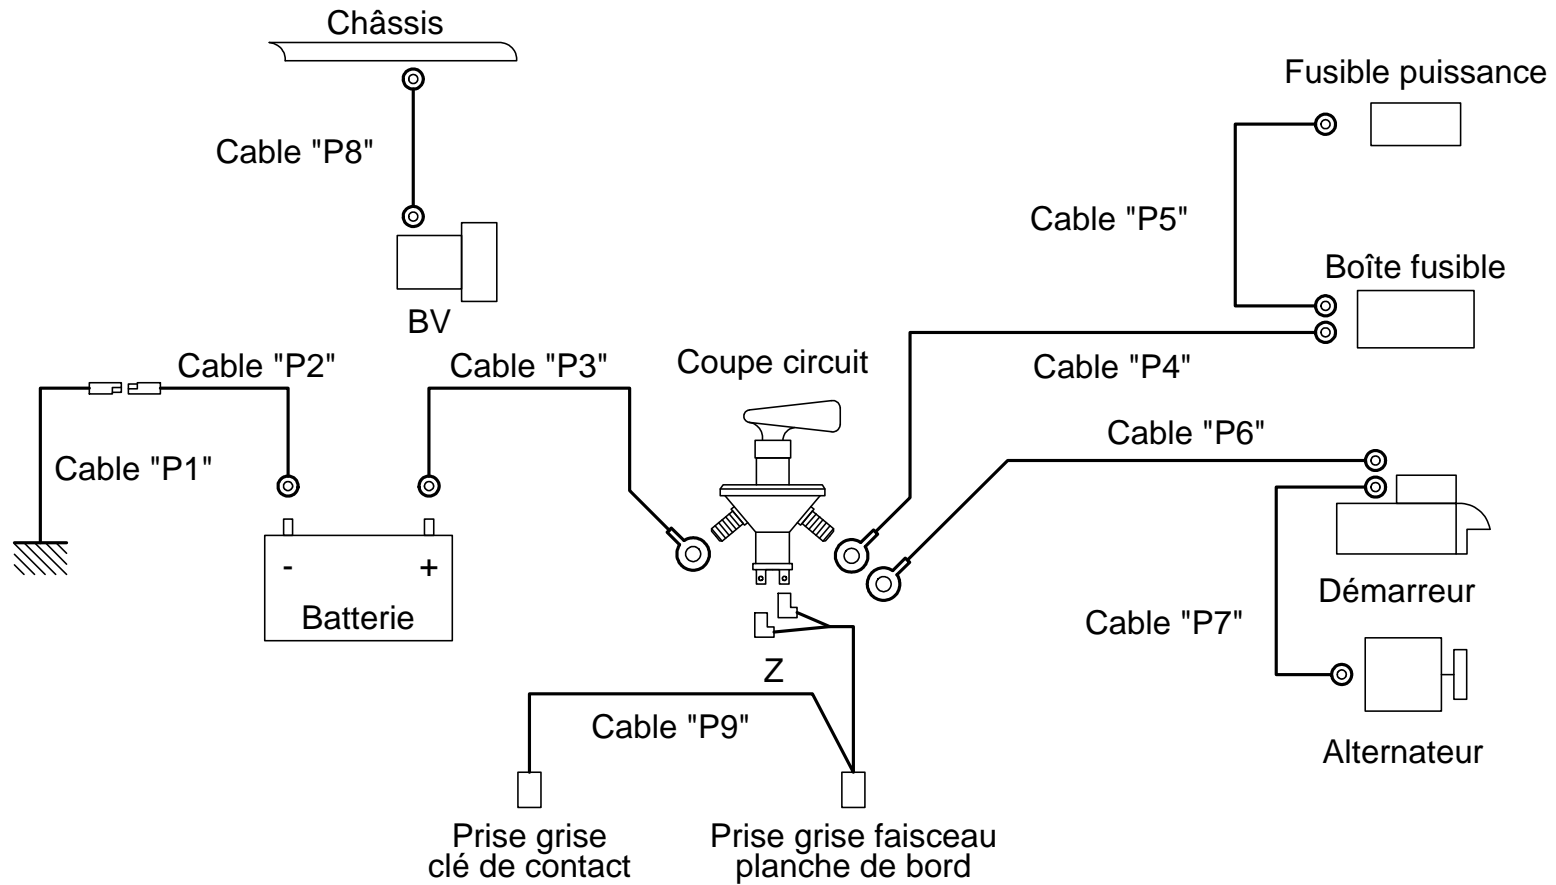 Châssis
Fusible puissance
Cable "P8"
Cable "P5"
Boîte fusible
BV
Cable "P2"
Cable "P3"
Coupe circuit
Cable "P4"
Cable "P6"
Cable "P1"
-
+
Batterie
Démarreur
Cable "P7"
Z
Cable "P9"
Alternateur
Prise grise
clé de contact
Prise grise faisceau
planche de bord